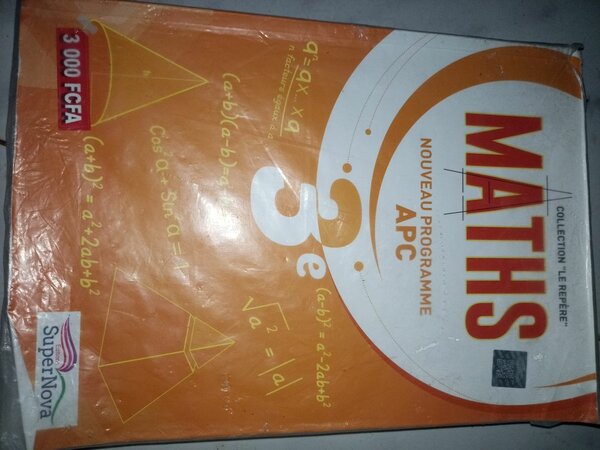 COLLECTION "LE REPÈRE"
MATHS
NOUVEAU PROGRAMME
APC
3e
(a-b)² = a²-2ab+b²
√a² = |a|
(a+b)(a-b)=a
Cos²a + Sin a = 1
(a+b)² = a²+2ab+b²
h
3 000 FCFA
SuperNova